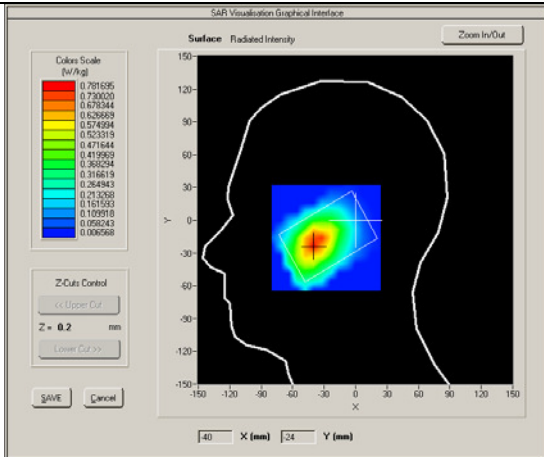 SAR Visualisation Graphical Interface
Surface Radiated Intensity
Zoom In/Out
Colors Scale
(W/kg)
0.781695
0.730020
0.678344
0.626669
0.574994
0.523319
0.471644
0.419969
0.368294
0.316619
0.264943
0.213268
0.161593
0.109918
0.058243
0.006568
Z-Cuts Control
<< Upper Cut
Z = 0.2 mm
Lower Cut >>
SAVE
Cancel
150
120
90
60
30
0
-30
-60
-90
-120
-150
Y
-150 -120 -90 -60 -30 0 30 60 90 120 150
X
-40 X (mm) -24 Y (mm)